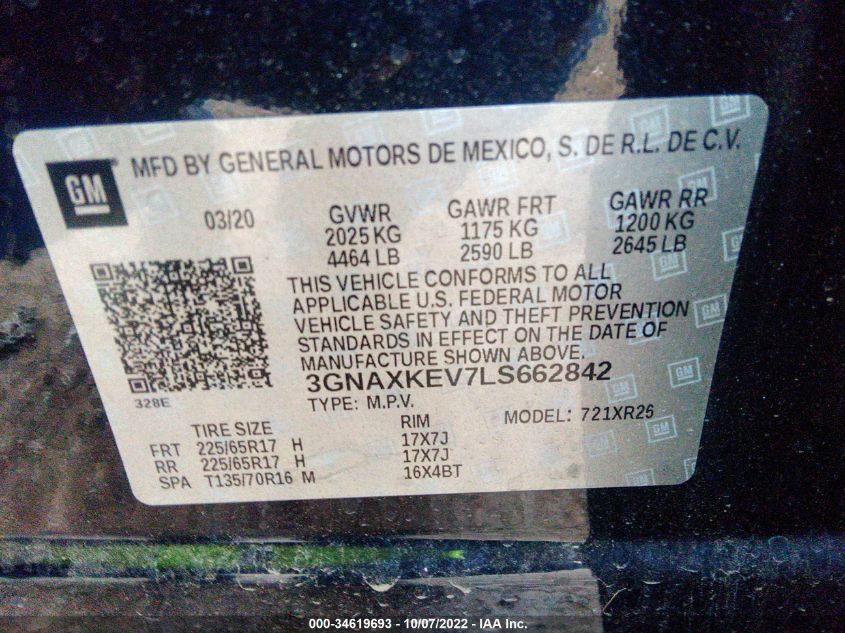 GM
MFD BY GENERAL MOTORS DE MEXICO, S. DE R.L. DE C.V.
03/20
GVWR GAWR FRT GAWR RR
2025 KG 1175 KG 1200 KG
4464 LB 2590 LB 2645 LB
THIS VEHICLE CONFORMS TO ALL
APPLICABLE U.S. FEDERAL MOTOR
VEHICLE SAFETY AND THEFT PREVENTION
STANDARDS IN EFFECT ON THE DATE OF
MANUFACTURE SHOWN ABOVE.
3GNAXKEV7LS662842
328E
TYPE: M.P.V. MODEL: 721XR26
TIRE SIZE RIM
FRT 225/65R17 H 17X7J
RR 225/65R17 H 17X7J
SPA T135/70R16 M 16X4BT
000-34619693 - 10/07/2022 - IAA Inc.